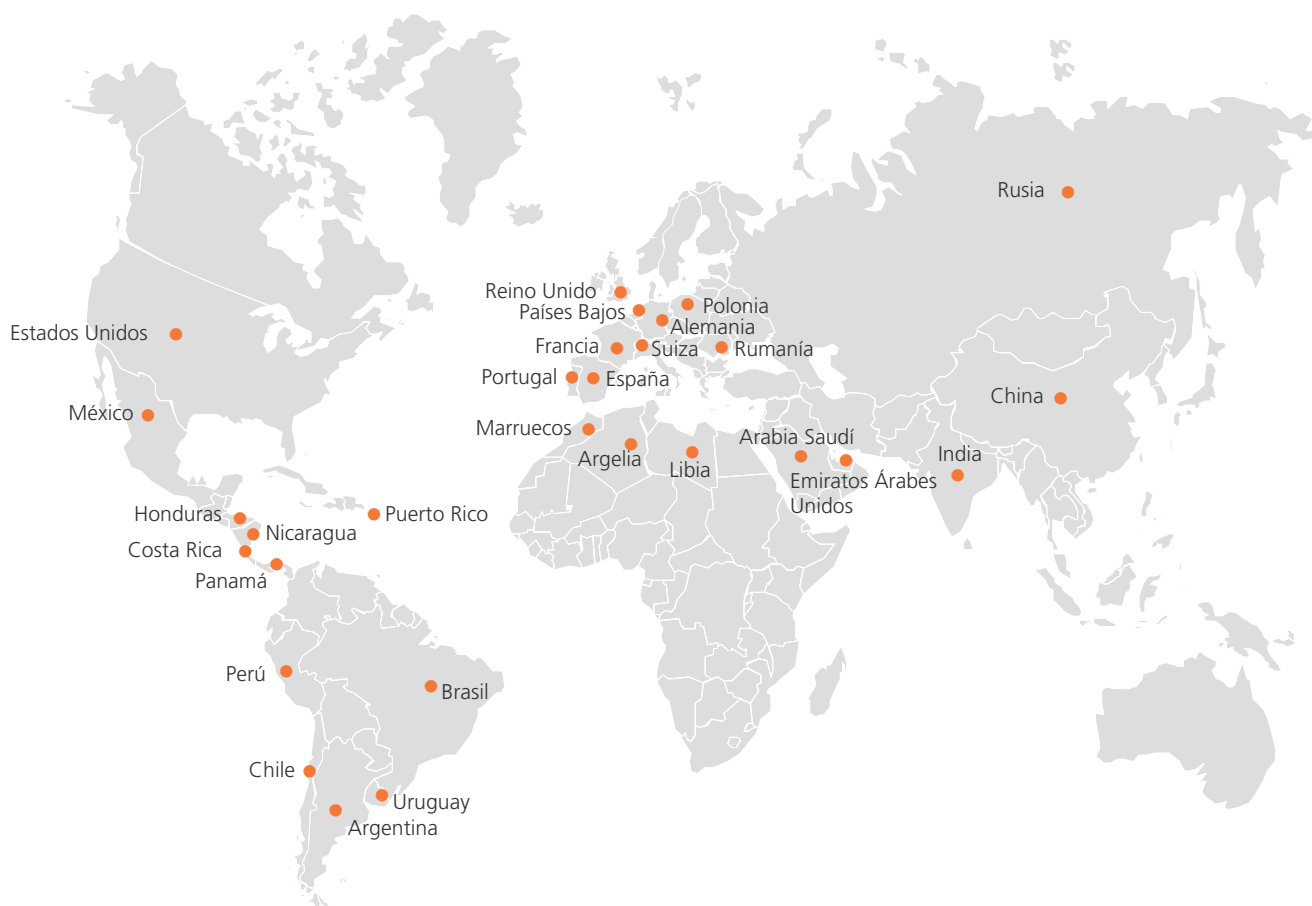 Rusia
Reino Unido
Países Bajos
Polonia
Alemania
Estados Unidos
Francia
Suiza
Rumanía
Portugal
España
China
México
Marruecos
Arabia Saudí
Argelia
Libia
India
Emiratos Árabes
Unidos
Honduras
Puerto Rico
Nicaragua
Costa Rica
Panamá
Perú
Brasil
Chile
Uruguay
Argentina